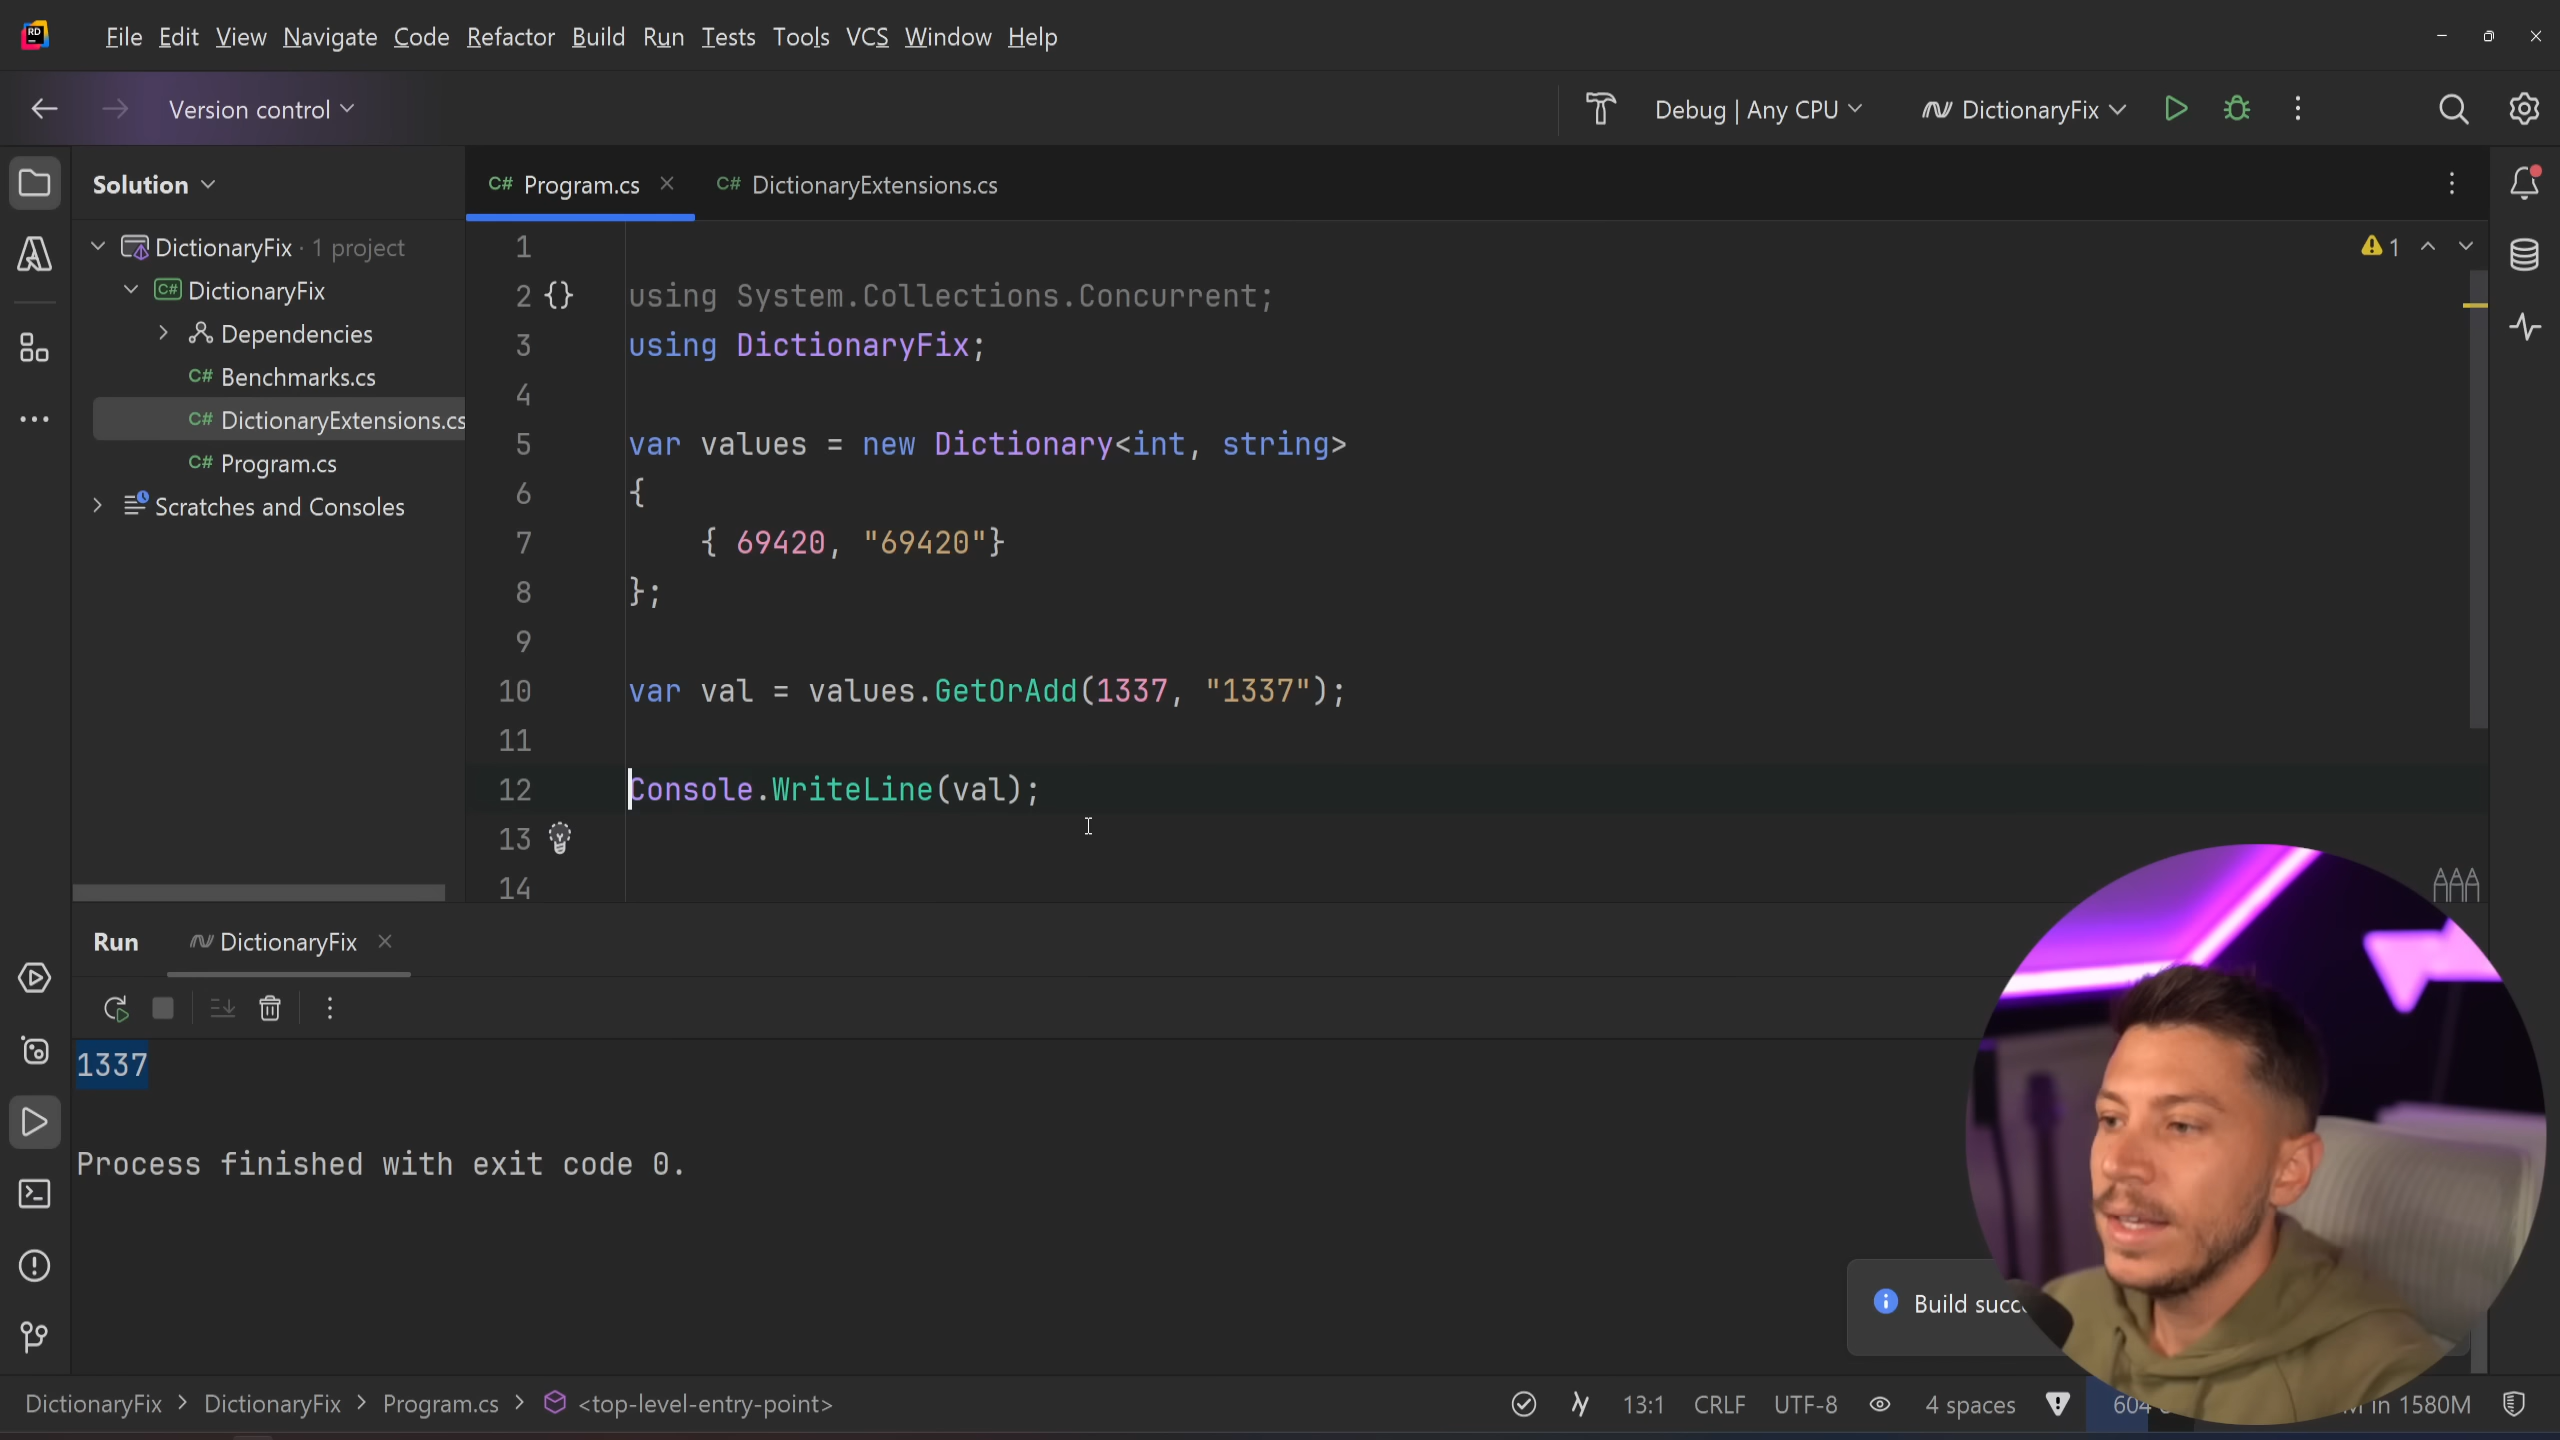 File Edit View Navigate Code Refactor Build Run Tests Tools VCS Window Help
Version control
Debug | Any CPU
DictionaryFix
Solution
C# Program.cs
C# DictionaryExtensions.cs
DictionaryFix · 1 project
C# DictionaryFix
Dependencies
C# Benchmarks.cs
C# DictionaryExtensions.cs
C# Program.cs
Scratches and Consoles
1
2 {} using System.Collections.Concurrent;
3 using DictionaryFix;
4
5 var values = new Dictionary<int, string>
6 {
7 { 69420, "69420"}
8 };
9
10 var val = values.GetOrAdd(1337, "1337");
11
12 Console.WriteLine(val);
13
14
1
Run
DictionaryFix
1337
Process finished with exit code 0.
Build
DictionaryFix > DictionaryFix > Program.cs > <top-level-entry-point>
13:1 CRLF UTF-8 4 spaces 604 in 1580M